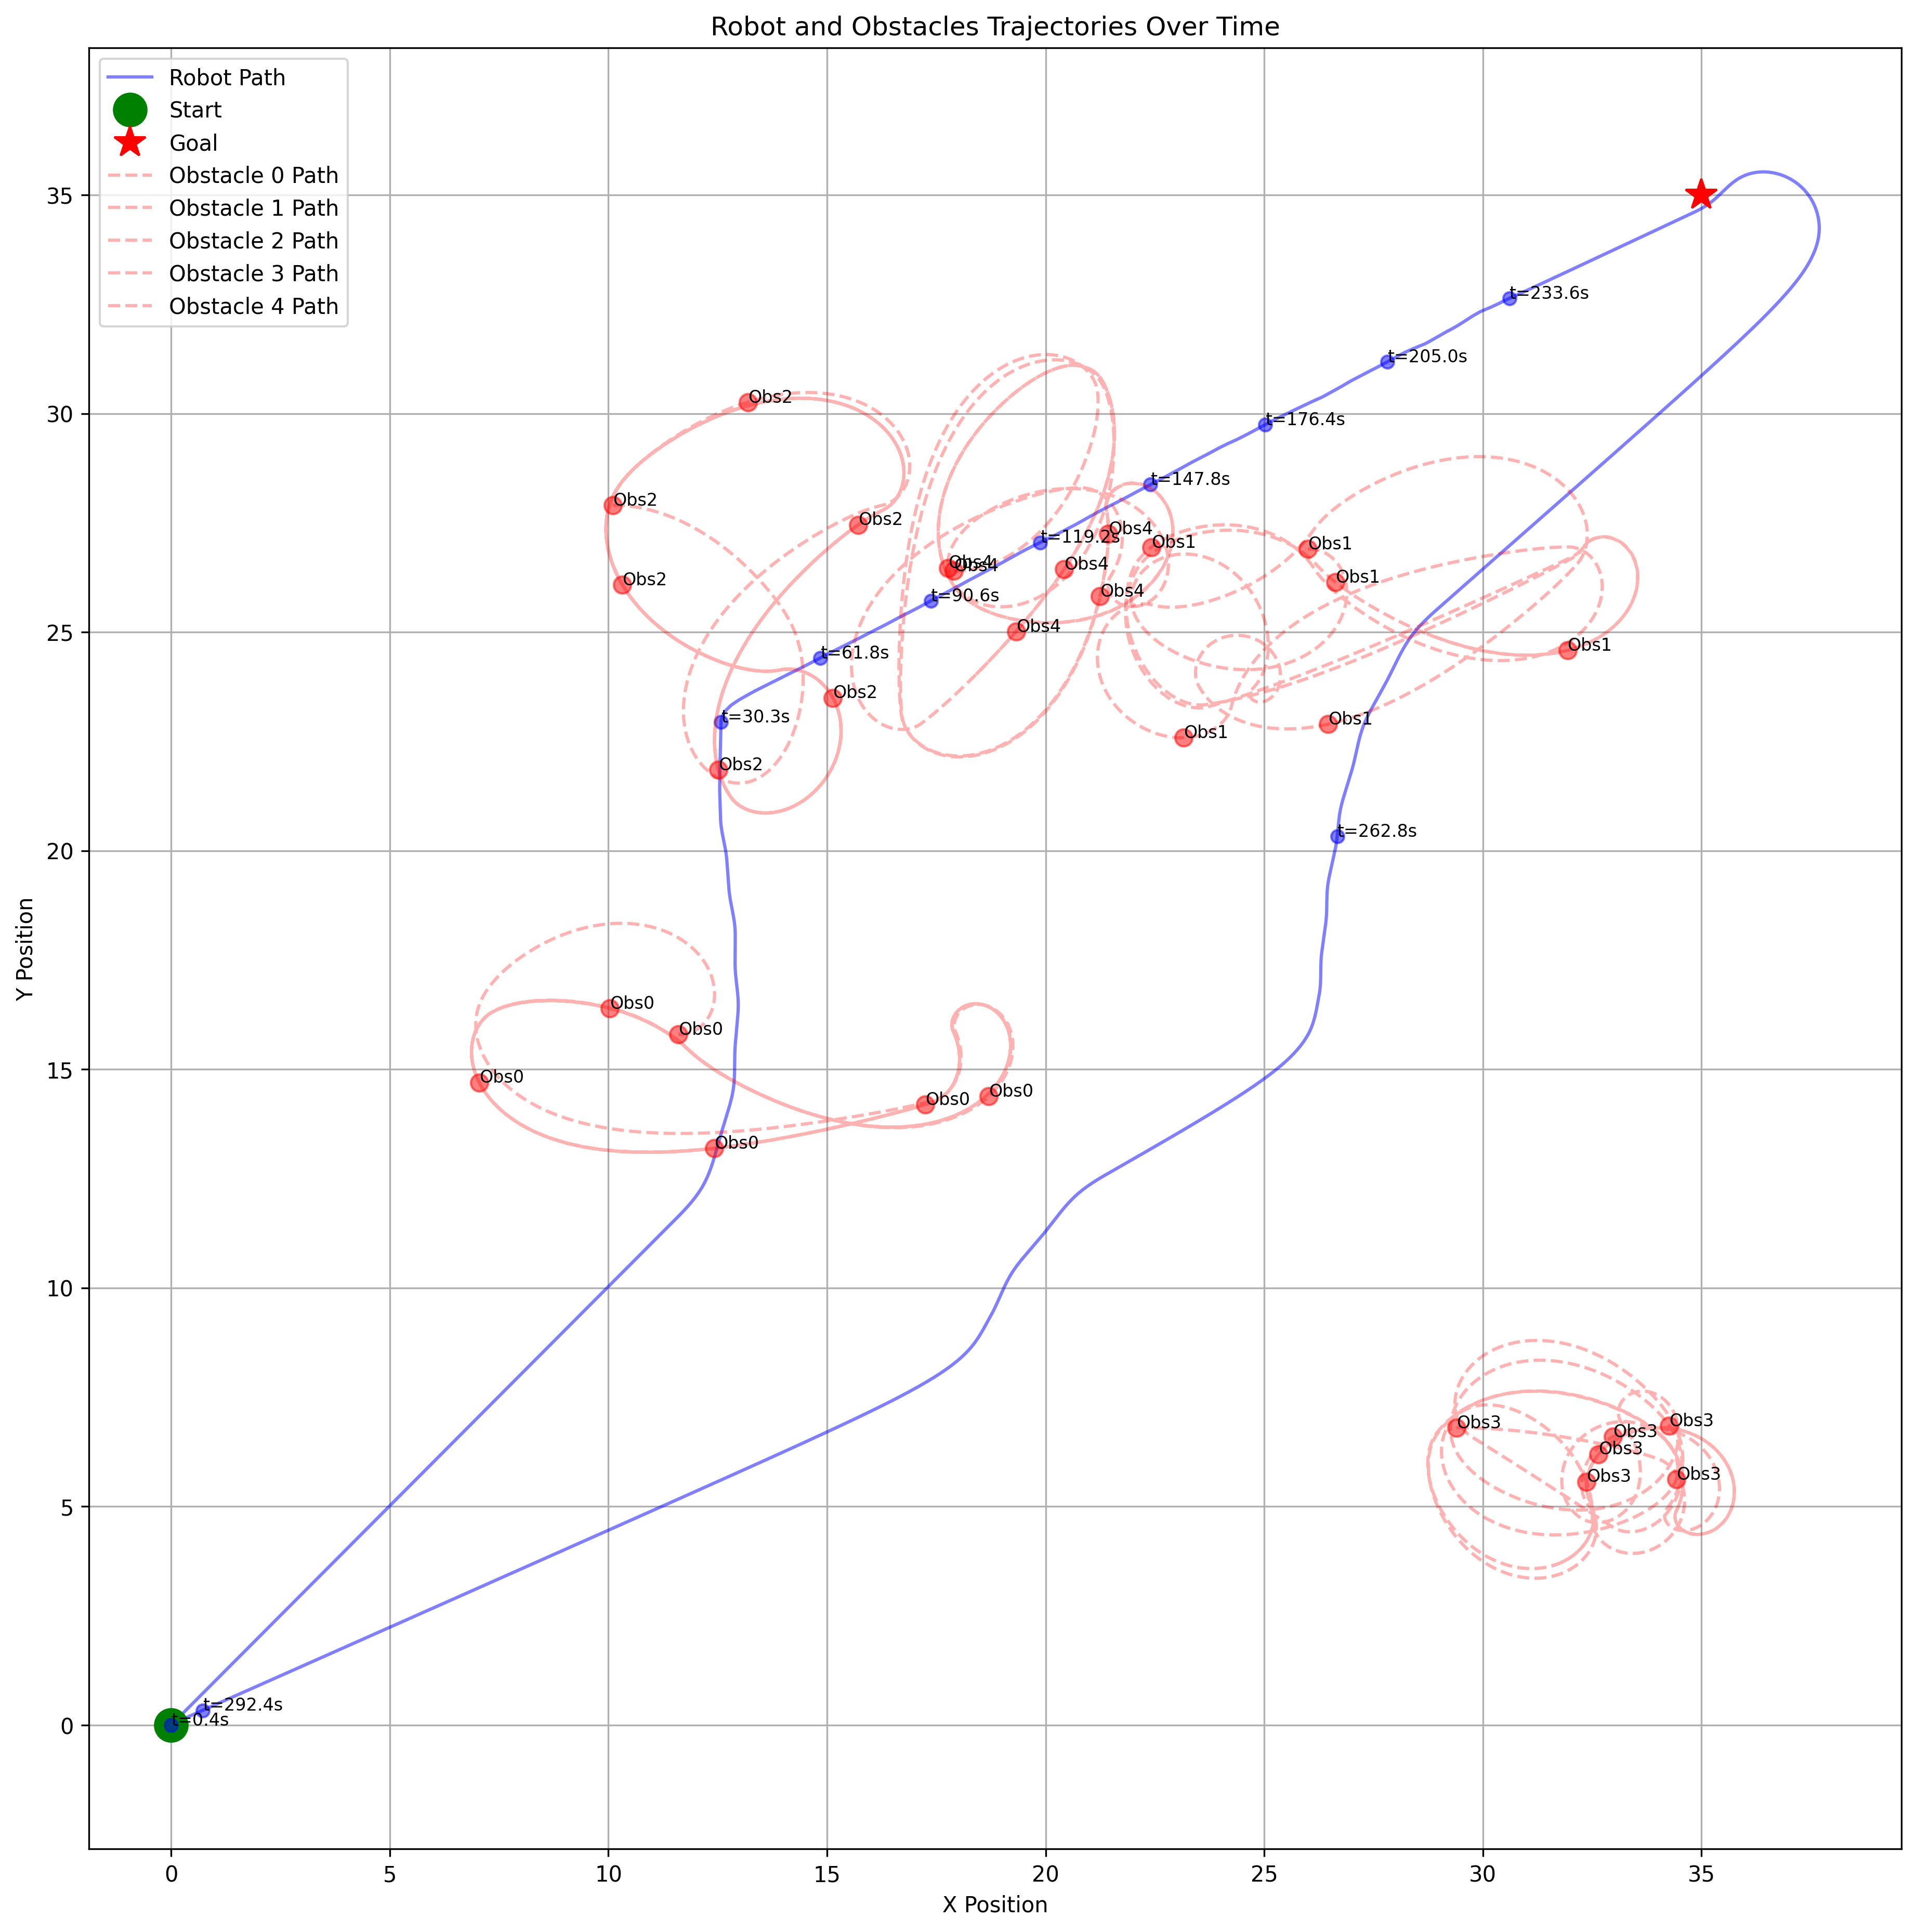 Robot and Obstacles Trajectories Over Time
Robot Path
Start
Goal
Obstacle 0 Path
Obstacle 1 Path
Obstacle 2 Path
Obstacle 3 Path
Obstacle 4 Path
Y Position
35
30
25
20
15
10
5
0
t=233.6s
t=205.0s
Obs2
t=176.4s
Obs2
t=147.8s
Obs2
Obs4
t=119.2s
Obs1
Obs1
Obs4
Obs4
Obs4
Obs2
Obs1
Obs4
t=90.6s
Obs4
Obs1
t=61.8s
Obs2
t=30.3s
Obs1
Obs1
Obs2
t=262.8s
Obs0
Obs0
Obs0
Obs0
Obs0
Obs0
Obs3
Obs3
Obs3
Obs3
Obs3
Obs3
t=292.4s
t=0.4s
0
5
10
15
20
25
30
35
X Position